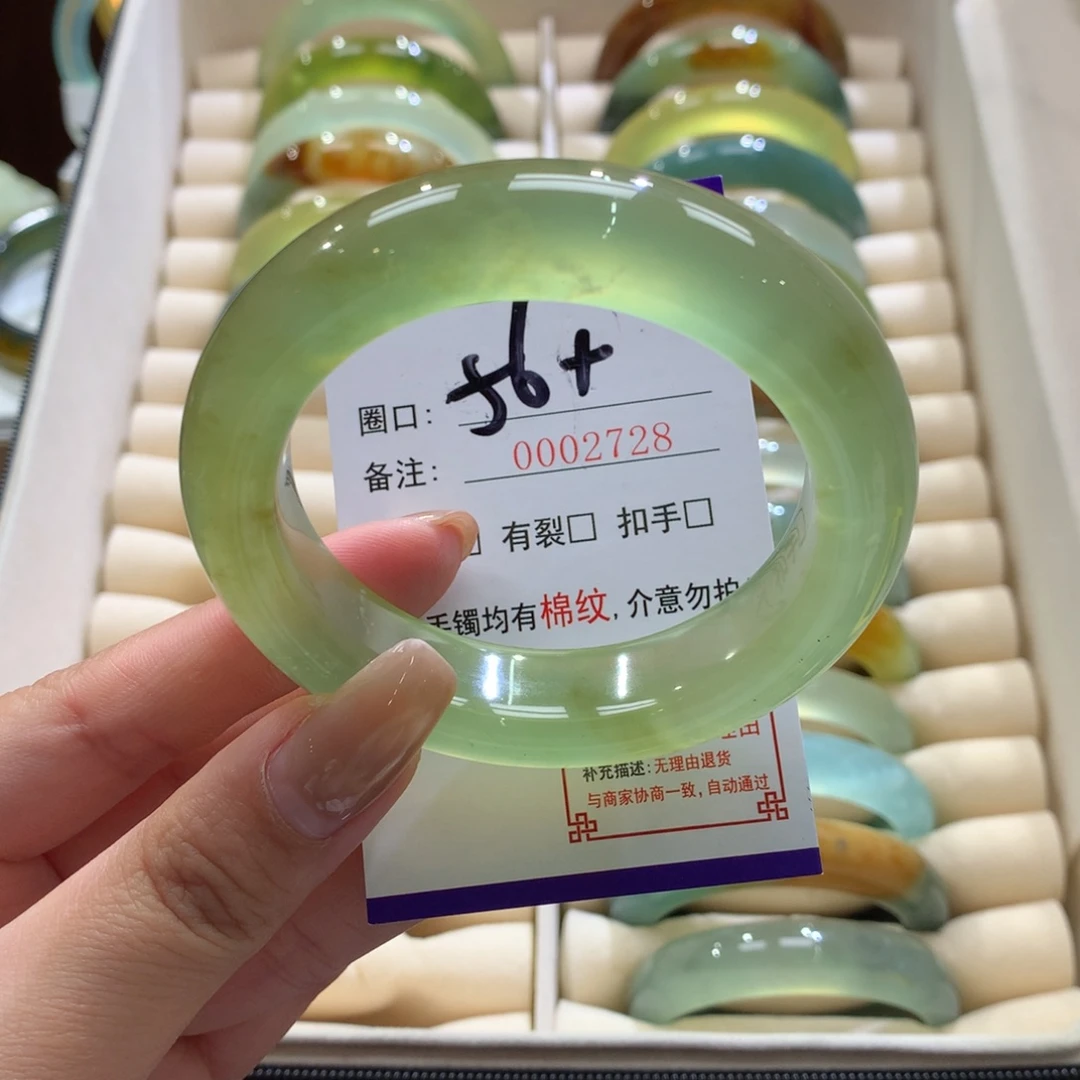 圈口: 56+
备注: 0002728
有裂□ 扣手□
手镯均有棉纹, 介意勿拍
理由
补充描述: 无理由退货
与商家协商一致, 自动通过